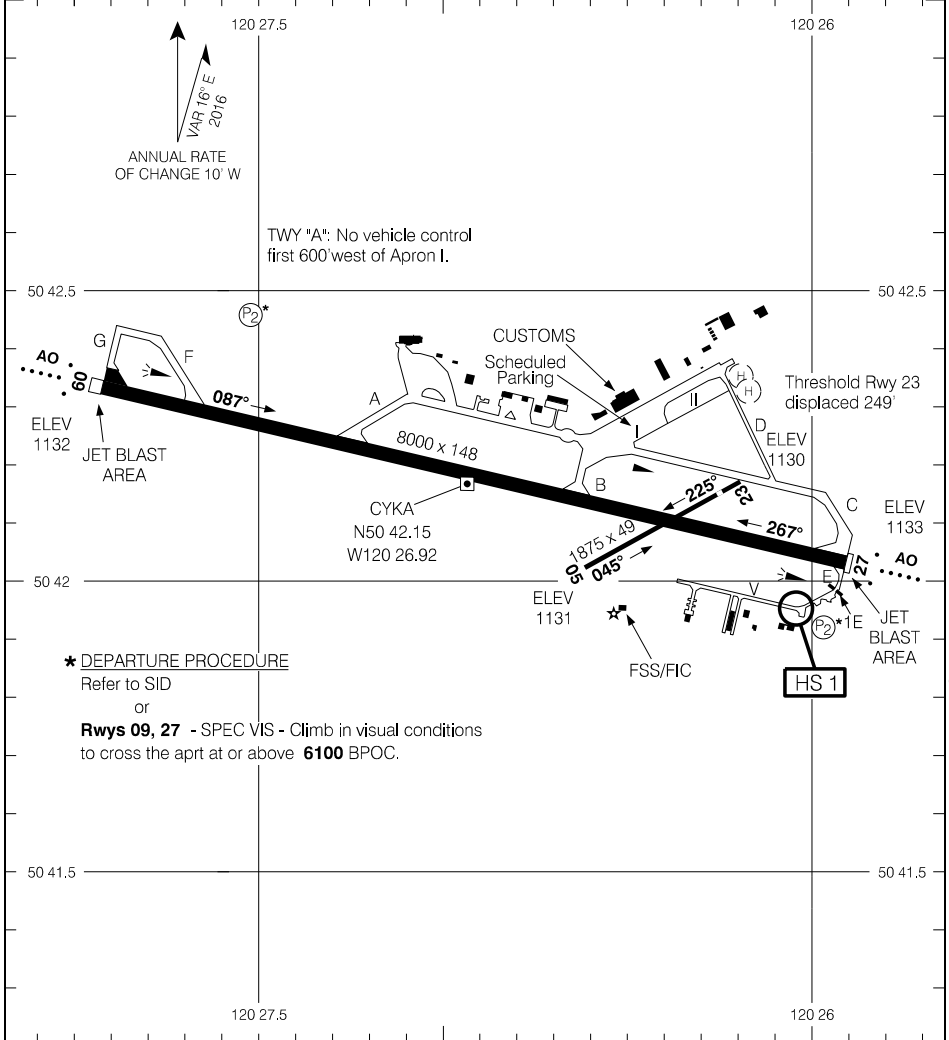 120 27.5
120 26
VAR 16° E
2016
ANNUAL RATE
OF CHANGE 10' W
TWY "A": No vehicle control
first 600'west of Apron I.
50 42.5
50 42.5
P2*
CUSTOMS
Scheduled
Parking
G
F
AO
09
087°
ELEV
1132
JET BLAST
AREA
A
8000 x 148
H
H
Threshold Rwy 23
displaced 249'
I
II
D
ELEV
1130
B
225°
23
C
ELEV
1133
CYKA
N50 42.15
W120 26.92
1875 x 49
267°
27
AO
05
045°
50 42
50 42
ELEV
1131
V
E
1E
P2*
JET
BLAST
AREA
FSS/FIC
HS 1
* DEPARTURE PROCEDURE
Refer to SID
or
Rwys 09, 27 - SPEC VIS - Climb in visual conditions
to cross the aprt at or above 6100 BPOC.
50 41.5
50 41.5
120 27.5
120 26